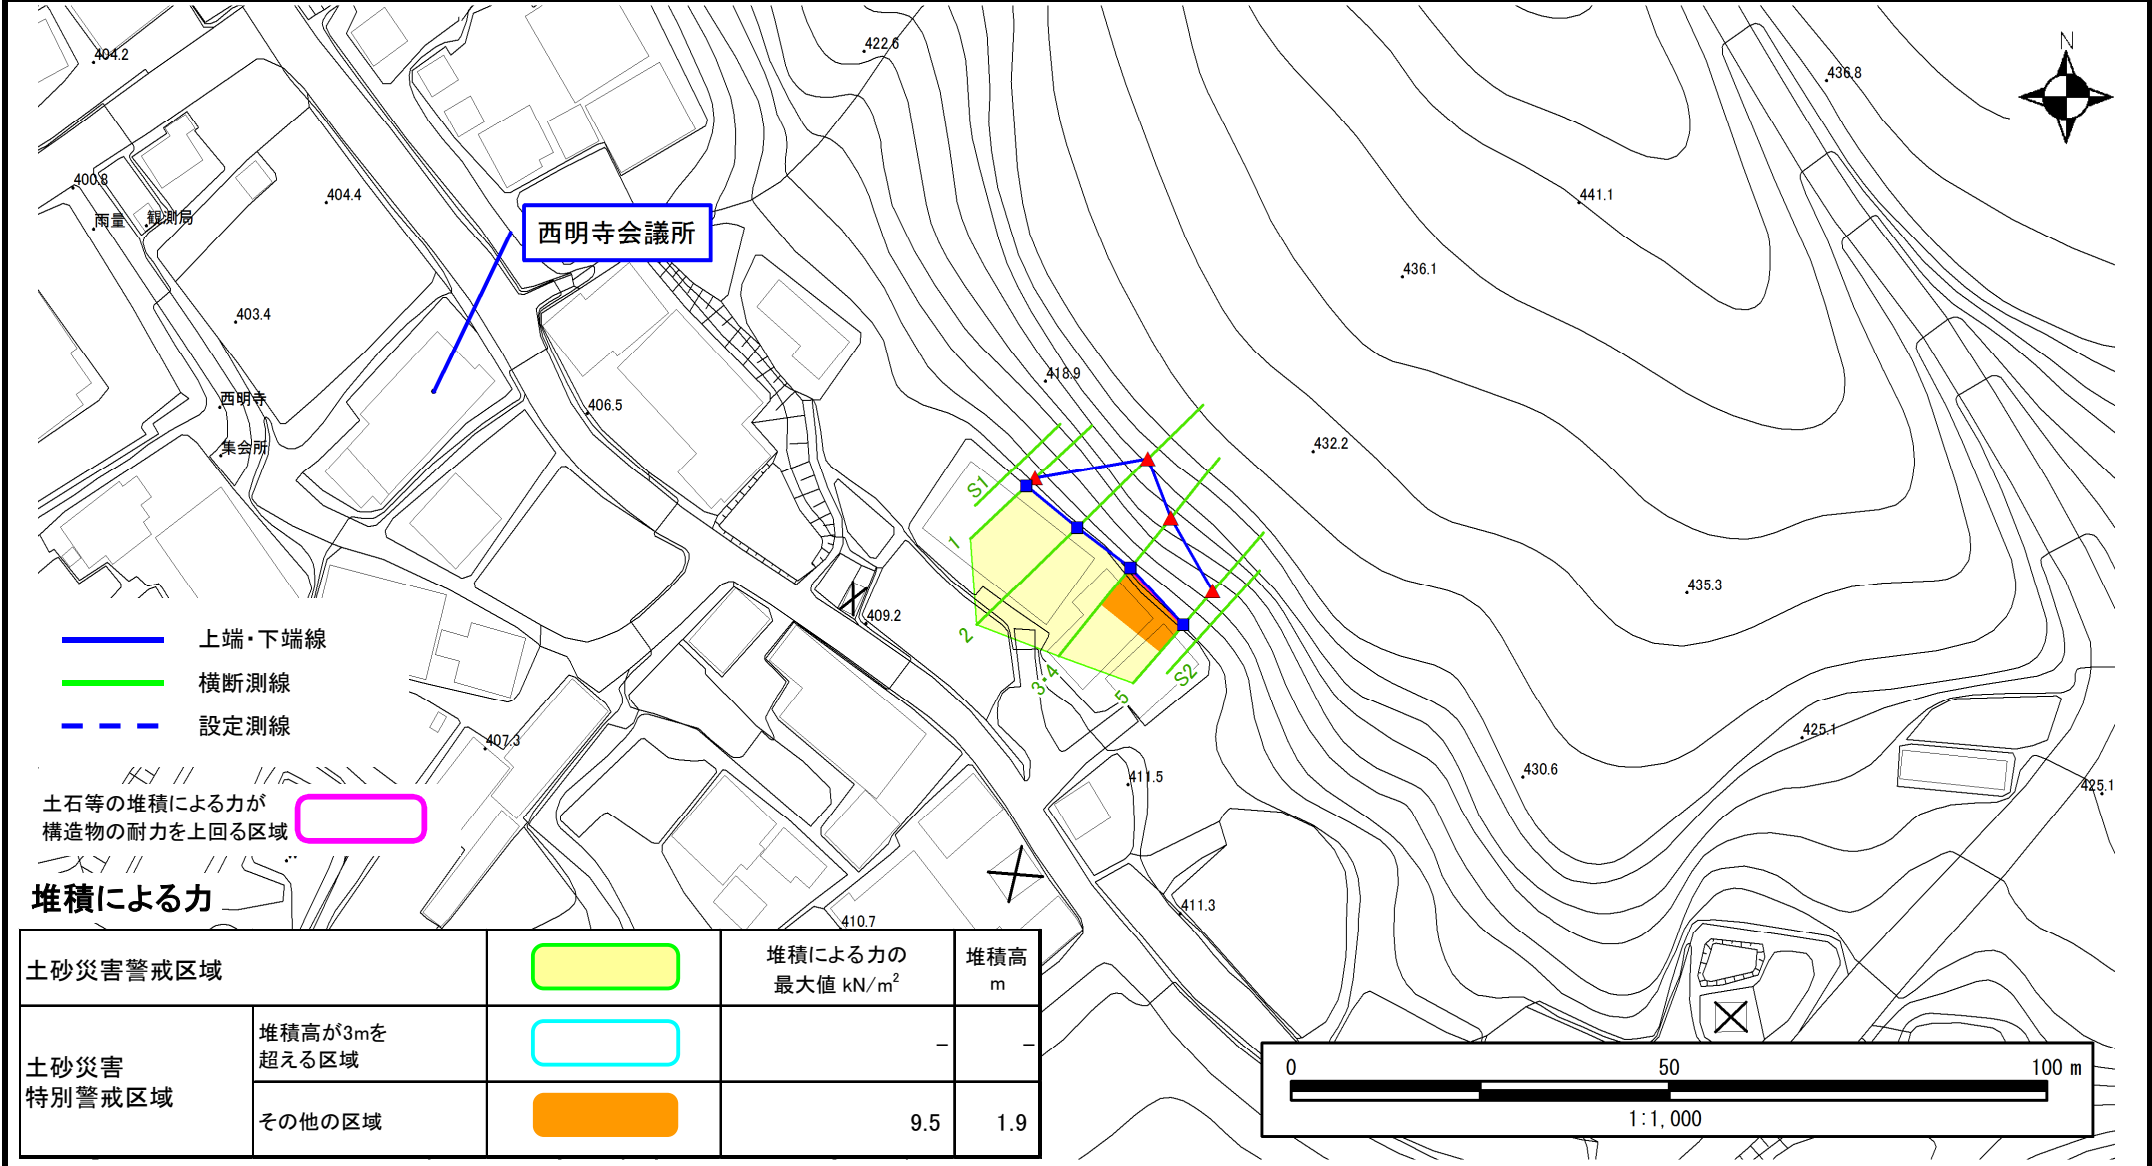 404.2
422.6
436.8
N
400.8
404.4
441.1
雨量
観測局
西明寺会議所
436.1
403.4
418.9
西明寺
406.5
432.2
集会所
S1
1
435.3
409.2
2
3・4
S2
5
上端・下端線
横断測線
設定測線
407.3
425.1
430.6
411.5
425.1
土石等の堆積による力が
構造物の耐力を上回る区域
堆積による力
411.3
410.7
土砂災害警戒区域
堆積による力の
最大値 kN/m²
堆積高
m
土砂災害
特別警戒区域
堆積高が3mを
超える区域
–
–
その他の区域
9.5
1.9
0
50
100 m
1:1,000